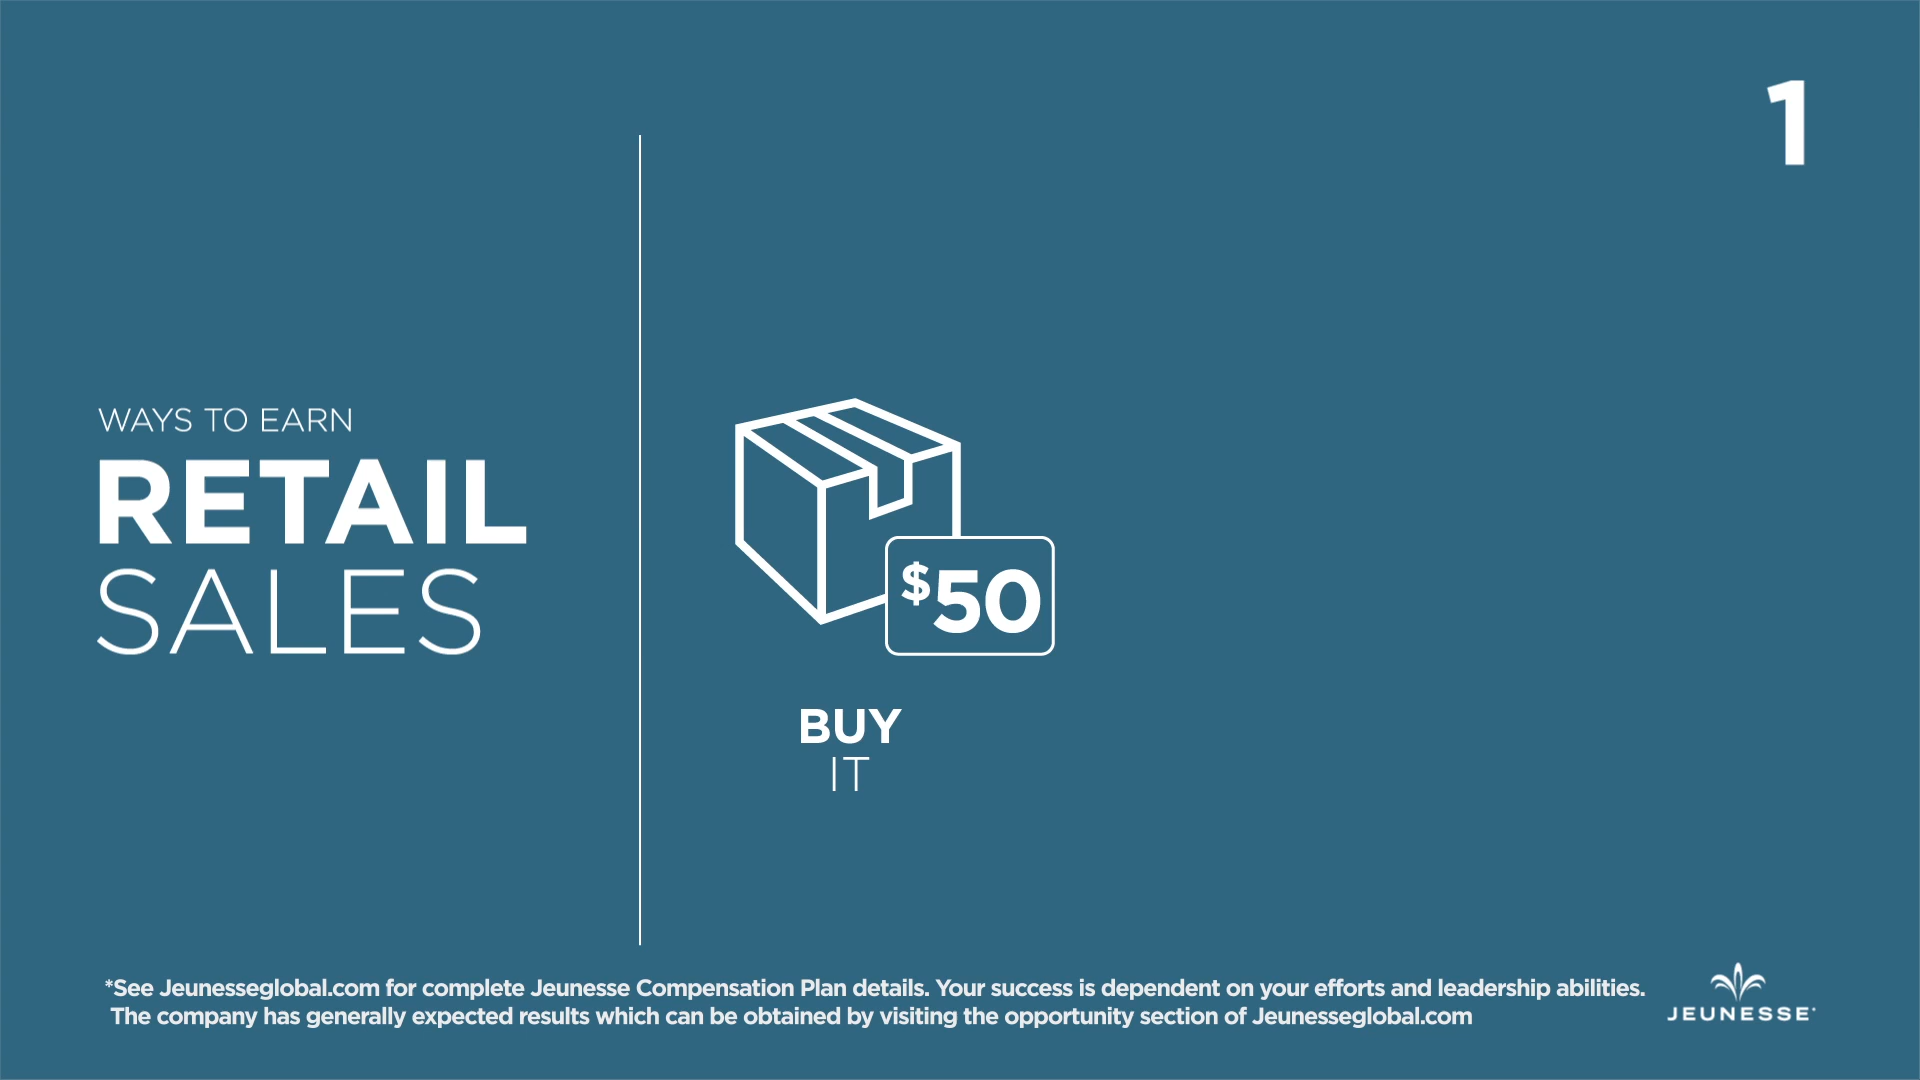 1
WAYS TO EARN
RETAIL
SALES
$50
BUY
IT
*See Jeunesseglobal.com for complete Jeunesse Compensation Plan details. Your success is dependent on your efforts and leadership abilities.
The company has generally expected results which can be obtained by visiting the opportunity section of Jeunesseglobal.com
JEUNESSE